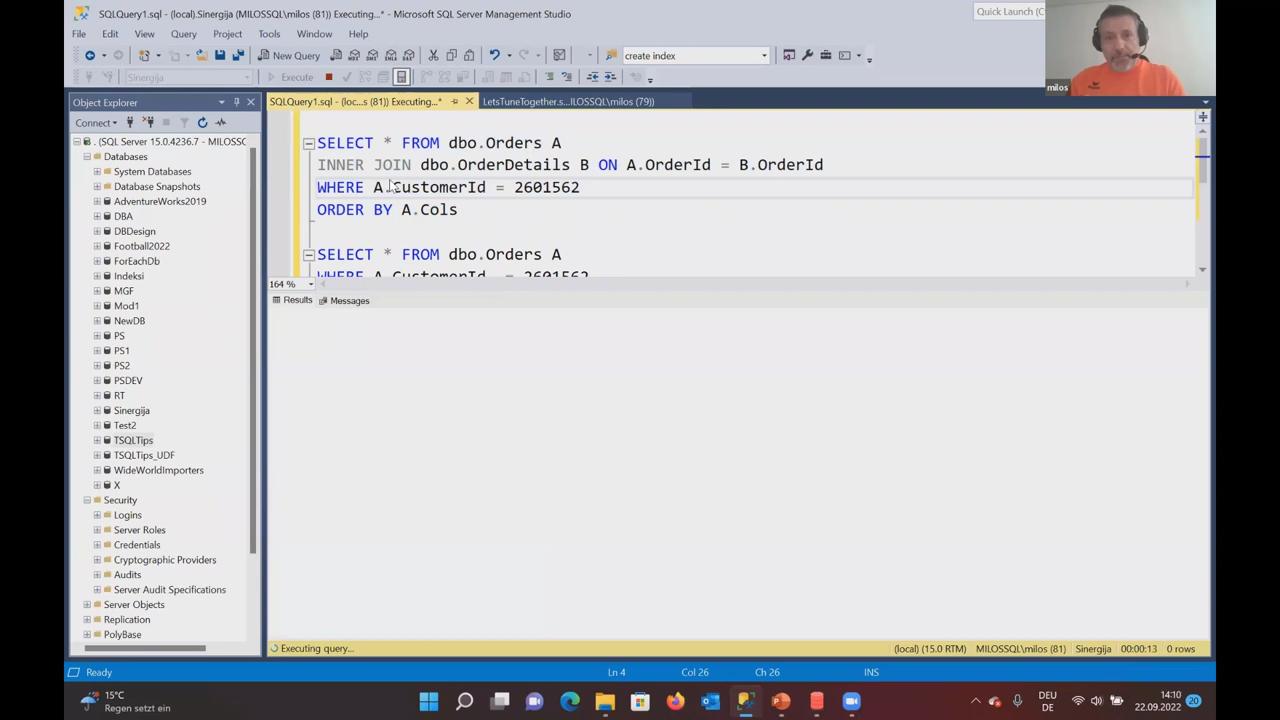 SQLQuery1.sql - (local).Sinergija (MILOSSQL\milos (81)) Executing...* - Microsoft SQL Server Management Studio
Quick Launch (C
File Edit View Query Project Tools Window Help
New Query
create index
Sinergija
Execute
milos
Object Explorer
SQLQuery1.sql - (loc...s (81)) Executing...*
LetsTuneTogether.s...ILOSSQL\milos (79))
Connect
. (SQL Server 15.0.4236.7 - MILOSSC
Databases
System Databases
Database Snapshots
AdventureWorks2019
DBA
DBDesign
Football2022
ForEachDb
Indeksi
MGF
Mod1
NewDB
PS
PS1
PS2
PSDEV
RT
Sinergija
Test2
TSQLTips
TSQLTips_UDF
WideWorldImporters
X
Security
Logins
Server Roles
Credentials
Cryptographic Providers
Audits
Server Audit Specifications
Server Objects
Replication
PolyBase
SELECT * FROM dbo.Orders A
INNER JOIN dbo.OrderDetails B ON A.OrderId = B.OrderId
WHERE A.CustomerId = 2601562
ORDER BY A.Cols
SELECT * FROM dbo.Orders A
WHERE A.CustomerId = 2601562
164 %
Results Messages
Executing query...
(local) (15.0 RTM) MILOSSQL\milos (81) Sinergija 00:00:13 0 rows
Ready
Ln 4 Col 26 Ch 26 INS
15°C
Regen setzt ein
DEU
DE
14:10
22.09.2022
20